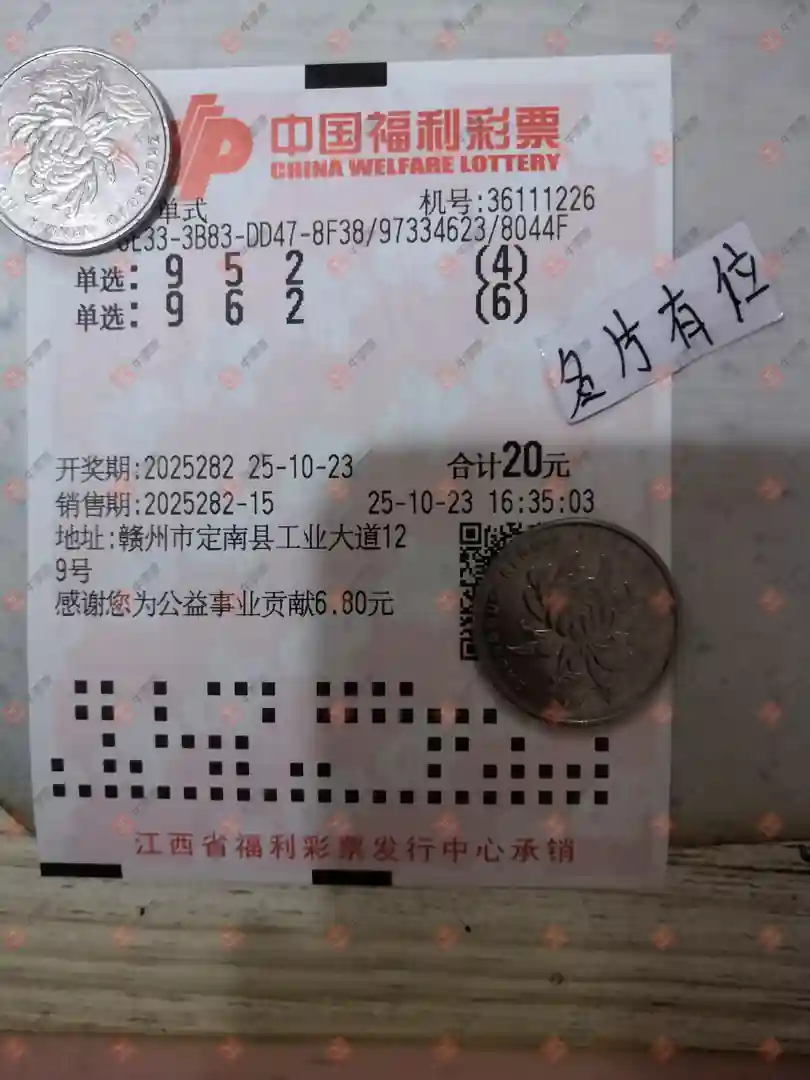 中国福利彩票
CHINA WELFARE LOTTERY
单式 机号:36111226
33-3B83-DD47-8F38/97334623/8044F
单选: 9 5 2 (4)
单选: 9 6 2 (6)
片有位
开奖期:2025282 25-10-23 合计20元
销售期:2025282-15 25-10-23 16:35:03
地址:赣州市定南县工业大道12
9号
感谢您为公益事业贡献6.80元
江西省福利彩票发行中心承销